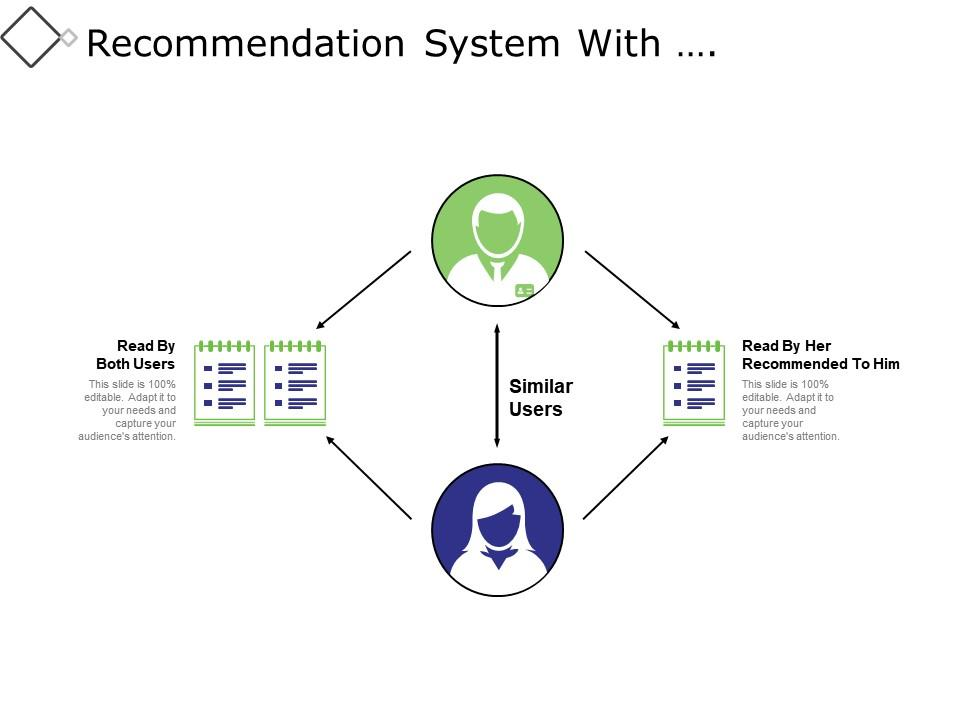 Recommendation System With ....
Read By
Both Users
This slide is 100%
editable. Adapt it to
your needs and
capture your
audience's attention.
Similar
Users
Read By Her
Recommended To Him
This slide is 100%
editable. Adapt it to
your needs and
capture your
audience's attention.